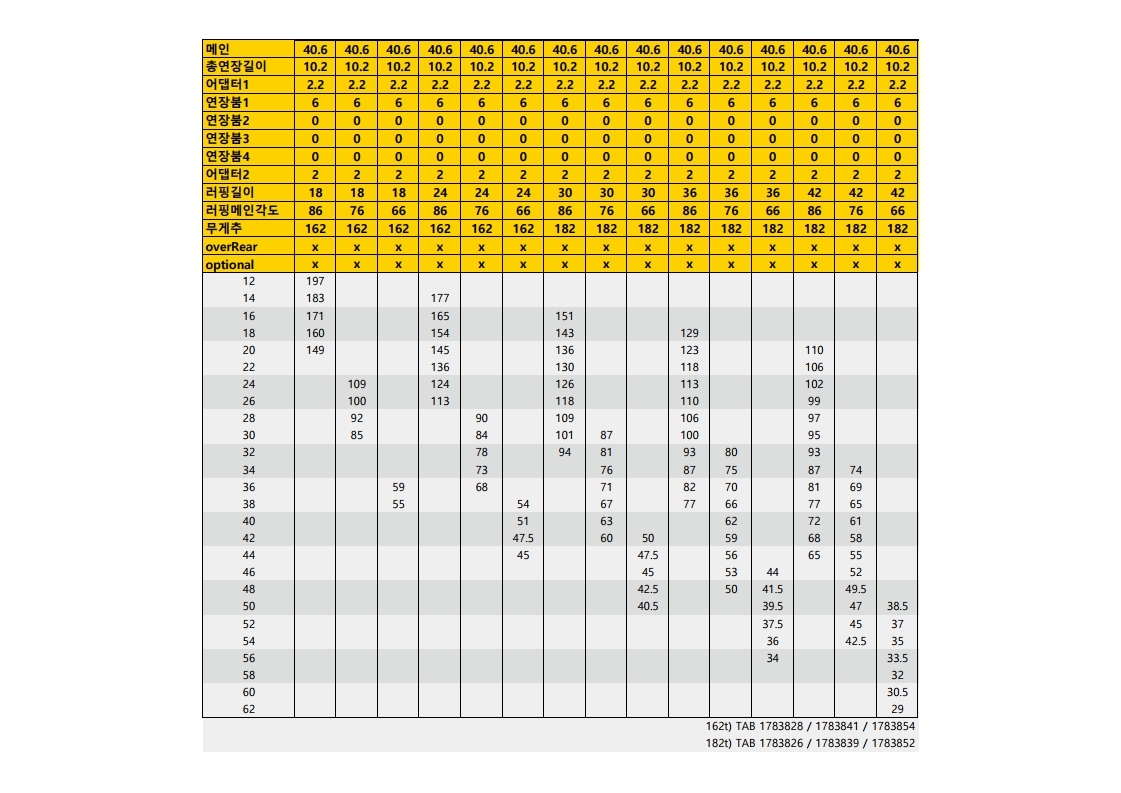 메인 40.6 40.6 40.6 40.6 40.6 40.6 40.6 40.6 40.6 40.6 40.6 40.6 40.6 40.6 40.6
총연장길이 10.2 10.2 10.2 10.2 10.2 10.2 10.2 10.2 10.2 10.2 10.2 10.2 10.2 10.2 10.2
어댑터1 2.2 2.2 2.2 2.2 2.2 2.2 2.2 2.2 2.2 2.2 2.2 2.2 2.2 2.2 2.2
연장붐1 6 6 6 6 6 6 6 6 6 6 6 6 6 6 6
연장붐2 0 0 0 0 0 0 0 0 0 0 0 0 0 0 0
연장붐3 0 0 0 0 0 0 0 0 0 0 0 0 0 0 0
연장붐4 0 0 0 0 0 0 0 0 0 0 0 0 0 0 0
어댑터2 2 2 2 2 2 2 2 2 2 2 2 2 2 2 2
러핑길이 18 18 18 24 24 24 30 30 30 36 36 36 42 42 42
러핑메인각도 86 76 66 86 76 66 86 76 66 86 76 66 86 76 66
무게추 162 162 162 162 162 162 182 182 182 182 182 182 182 182 182
overRear x x x x x x x x x x x x x x x
optional x x x x x x x x x x x x x x x
12 197
14 183 177
16 171 165 151
18 160 154 143 129
20 149 145 136 123 110
22 136 130 118 106
24 109 124 126 113 102
26 100 113 118 110 99
28 92 90 109 106 97
30 85 84 101 87 100 95
32 78 94 81 93 80 93
34 73 76 87 75 87 74
36 59 68 71 82 70 81 69
38 55 54 67 77 66 77 65
40 51 63 62 72 61
42 47.5 60 50 59 68 58
44 45 47.5 56 65 55
46 45 53 44 52
48 42.5 50 41.5 49.5
50 40.5 39.5 47 38.5
52 37.5 45 37
54 36 42.5 35
56 34 33.5
58 32
60 30.5
62 29
162t) TAB 1783828 / 1783841 / 1783854
182t) TAB 1783826 / 1783839 / 1783852